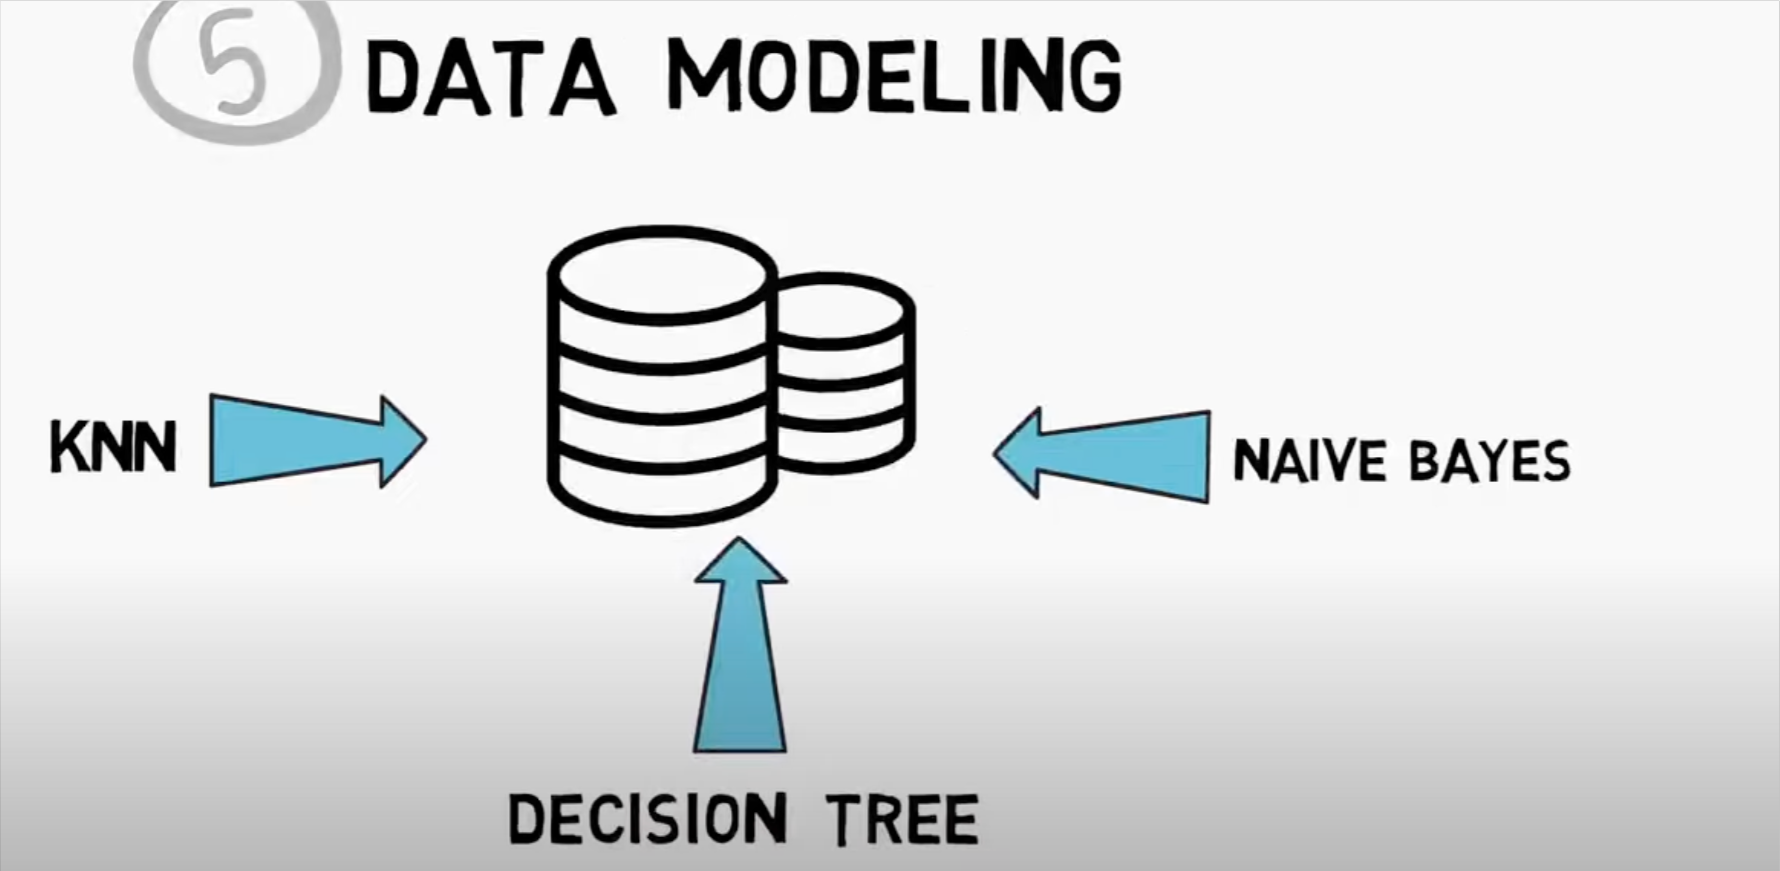 5
DATA MODELING
KNN
NAIVE BAYES
DECISION TREE